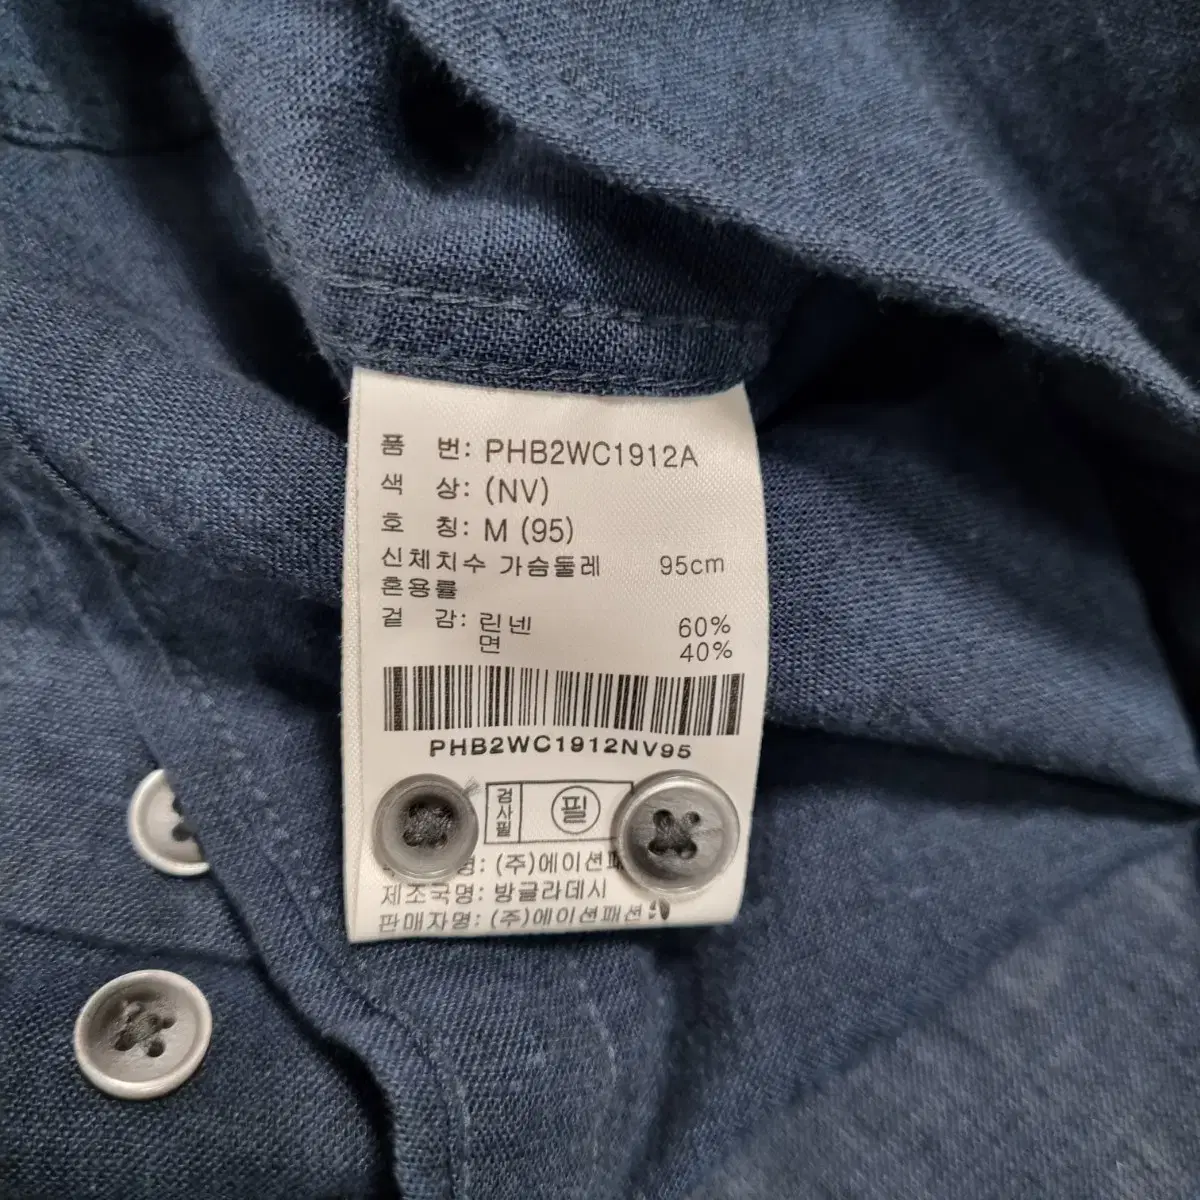 품 번: PHB2WC1912A
색 상: (NV)
호 칭: M (95)
신체치수 가슴둘레 95cm
혼용률
겉 감: 린넨 60%
면 40%
PHB2WC1912NV95
검사필 필
명: (주)에이션패
제조국명: 방글라데시
판매자명: (주)에이션패션